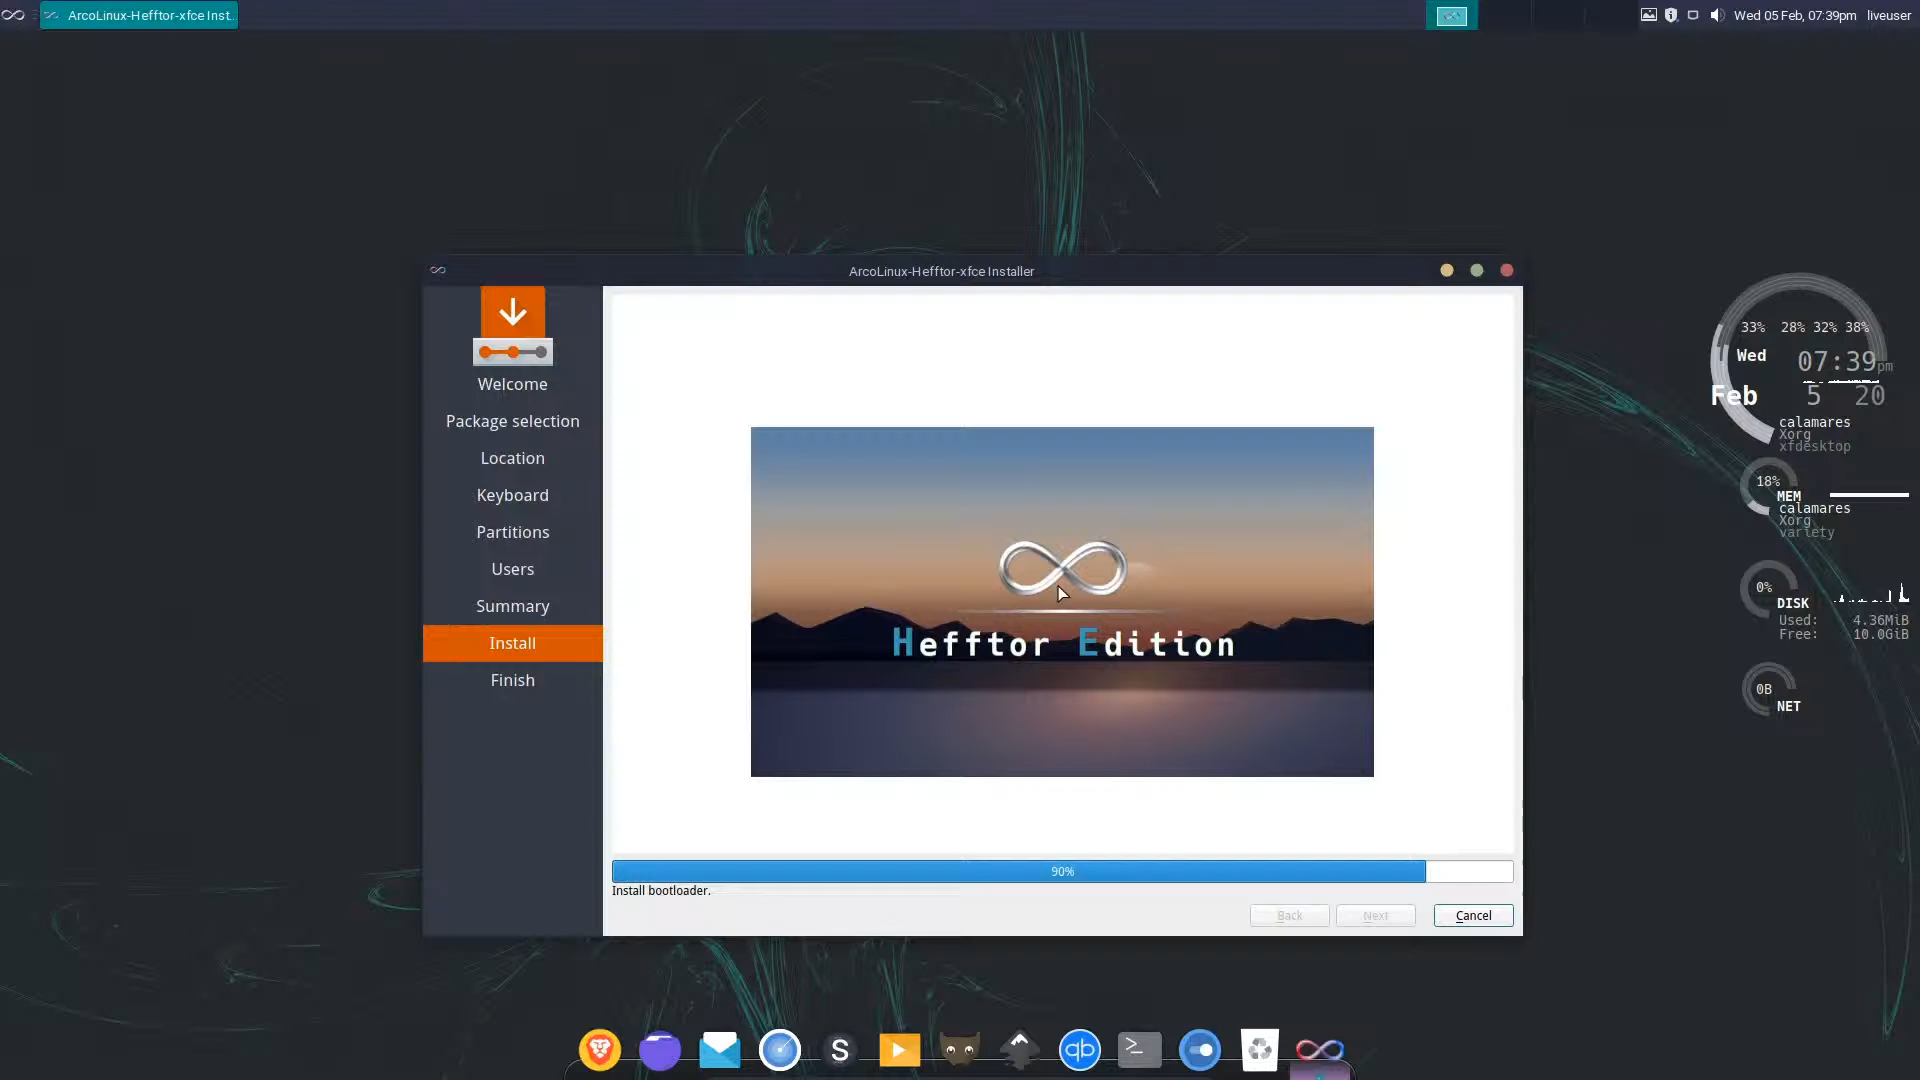 ArcoLinux-Hefftor-xfce Inst...
Wed 05 Feb, 07:39pm liveuser
ArcoLinux-Hefftor-xfce Installer
Welcome
Package selection
Location
Keyboard
Partitions
Users
Summary
Install
Finish
Hefftor Edition
90%
Install bootloader.
Back
Next
Cancel
33% 28% 32% 38%
Wed 07:39pm
Feb 5 20
calamares
Xorg
xfdesktop
18%
MEM
calamares
Xorg
variety
0%
DISK
Used: 4.36MiB
Free: 10.0GiB
0B
NET
S
qb
>_